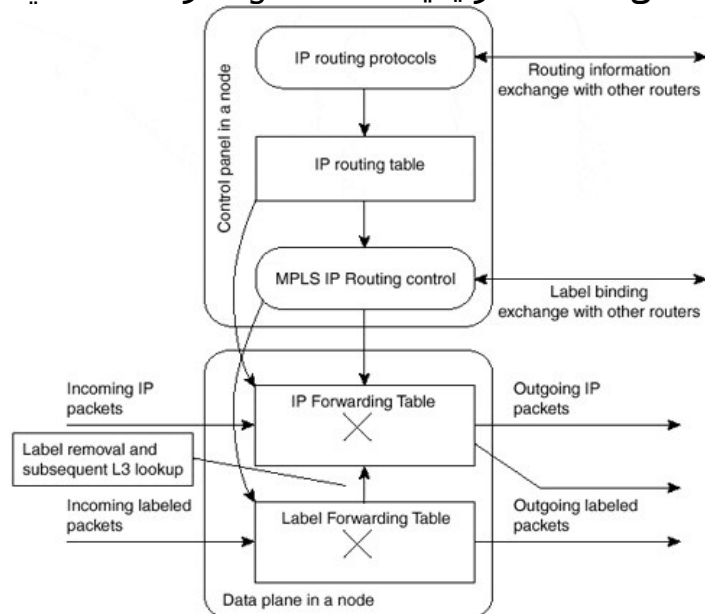 IP routing protocols
Routing information
exchange with other routers
Control panel in a node
IP routing table
MPLS IP Routing control
Label binding
exchange with other routers
Incoming IP
packets
IP Forwarding Table
Outgoing IP
packets
Label removal and
subsequent L3 lookup
Incoming labeled
packets
Label Forwarding Table
Outgoing labeled
packets
Data plane in a node